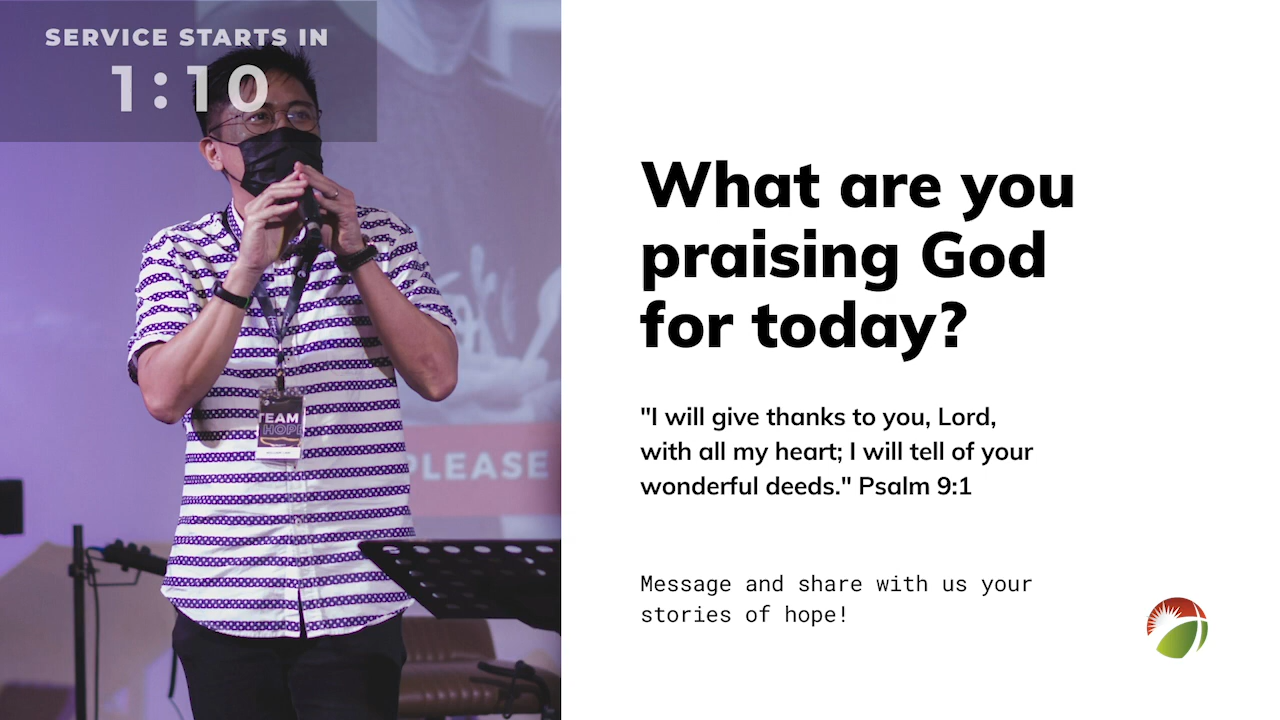 SERVICE STARTS IN
1:10
What are you
praising God
for today?
"I will give thanks to you, Lord,
with all my heart; I will tell of your
wonderful deeds." Psalm 9:1
Message and share with us your
stories of hope!
TEAM
HOPE
PLEASE